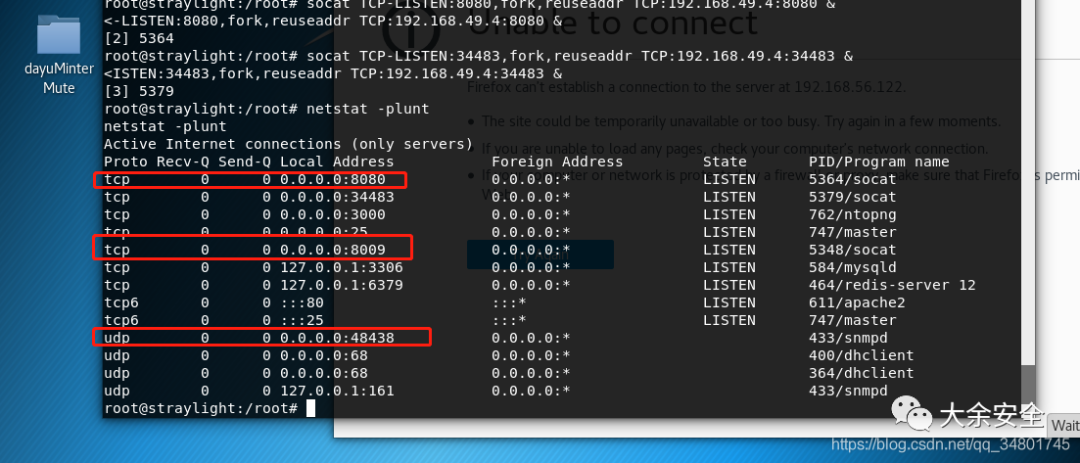 root@straylight:/root# socat TCP-LISTEN:8080,fork,reuseaddr TCP:192.168.49.4:8080 &
<-LISTEN:8080,fork,reuseaddr TCP:192.168.49.4:8080 &
[2] 5364
root@straylight:/root# socat TCP-LISTEN:34483,fork,reuseaddr TCP:192.168.49.4:34483 &
<ISTEN:34483,fork,reuseaddr TCP:192.168.49.4:34483 &
[3] 5379
root@straylight:/root# netstat -plunt
netstat -plunt
Active Internet connections (only servers)
Proto Recv-Q Send-Q Local Address Foreign Address State PID/Program name
tcp 0 0 0.0.0.0:8080 0.0.0.0:* LISTEN 5364/socat
tcp 0 0 0.0.0.0:34483 0.0.0.0:* LISTEN 5379/socat
tcp 0 0 0.0.0.0:3000 0.0.0.0:* LISTEN 762/ntopng
tcp 0 0 0.0.0.0:25 0.0.0.0:* LISTEN 747/master
tcp 0 0 0.0.0.0:8009 0.0.0.0:* LISTEN 5348/socat
tcp 0 0 127.0.0.1:3306 0.0.0.0:* LISTEN 584/mysqld
tcp 0 0 127.0.0.1:6379 0.0.0.0:* LISTEN 464/redis-server 12
tcp6 0 0 :::80 :::* LISTEN 611/apache2
tcp6 0 0 :::25 :::* LISTEN 747/master
udp 0 0 0.0.0.0:48438 0.0.0.0:* 433/snmpd
udp 0 0 0.0.0.0:68 0.0.0.0:* 400/dhclient
udp 0 0 0.0.0.0:68 0.0.0.0:* 364/dhclient
udp 0 0 127.0.0.1:161 0.0.0.0:* 433/snmpd
root@straylight:/root#
dayuMinter
Mute
Unable to connect
Firefox can't establish a connection to the server at 192.168.56.122.
The site could be temporarily unavailable or too busy. Try again in a few moments.
If you are unable to load any pages, check your computer's network connection.
If your computer or network is protected by a firewall make sure that Firefox is permi
大余安全
Wait
https://blog.csdn.net/qq_34801745